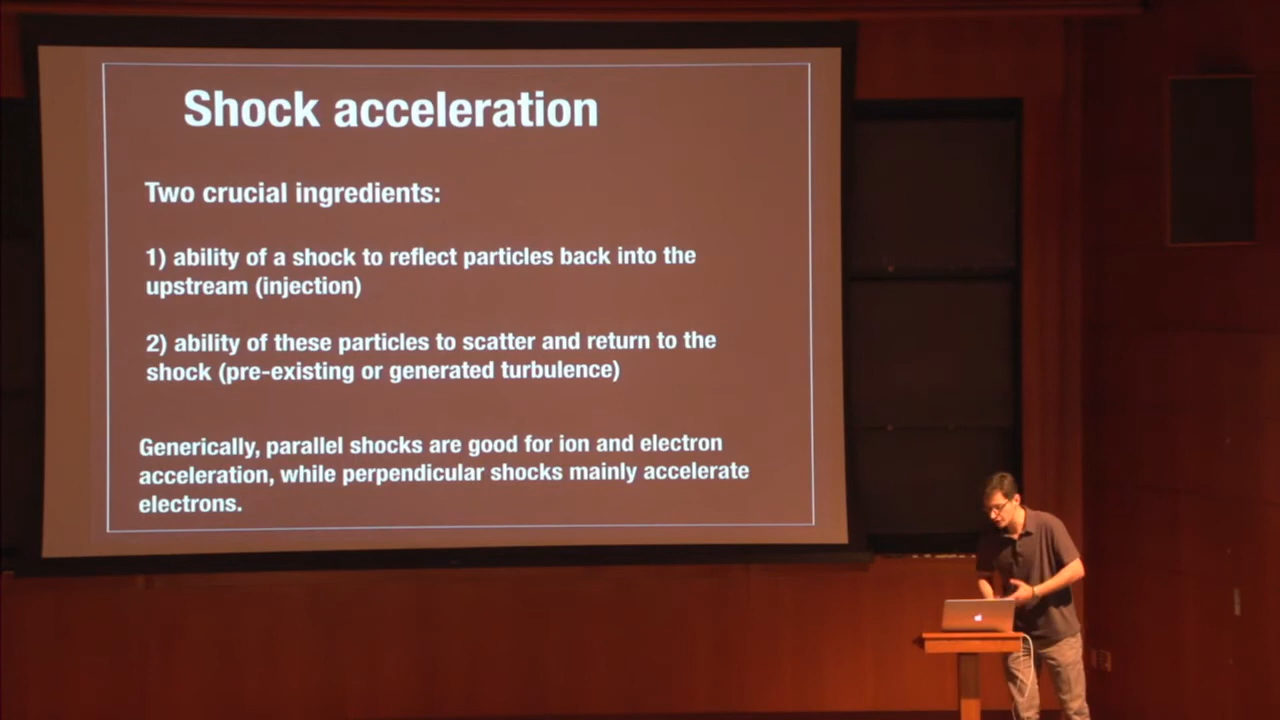 Shock acceleration
Two crucial ingredients:
1) ability of a shock to reflect particles back into the
upstream (injection)
2) ability of these particles to scatter and return to the
shock (pre-existing or generated turbulence)
Generically, parallel shocks are good for ion and electron
acceleration, while perpendicular shocks mainly accelerate
electrons.